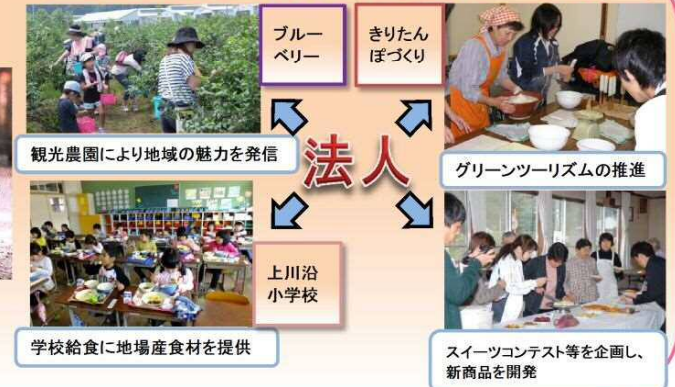 ブルー
ベリー
きりたん
ぽづくり
観光農園により地域の魅力を発信
法人
グリーンツーリズムの推進
上川沿
小学校
学校給食に地場産食材を提供
スイーツコンテスト等を企画し、
新商品を開発